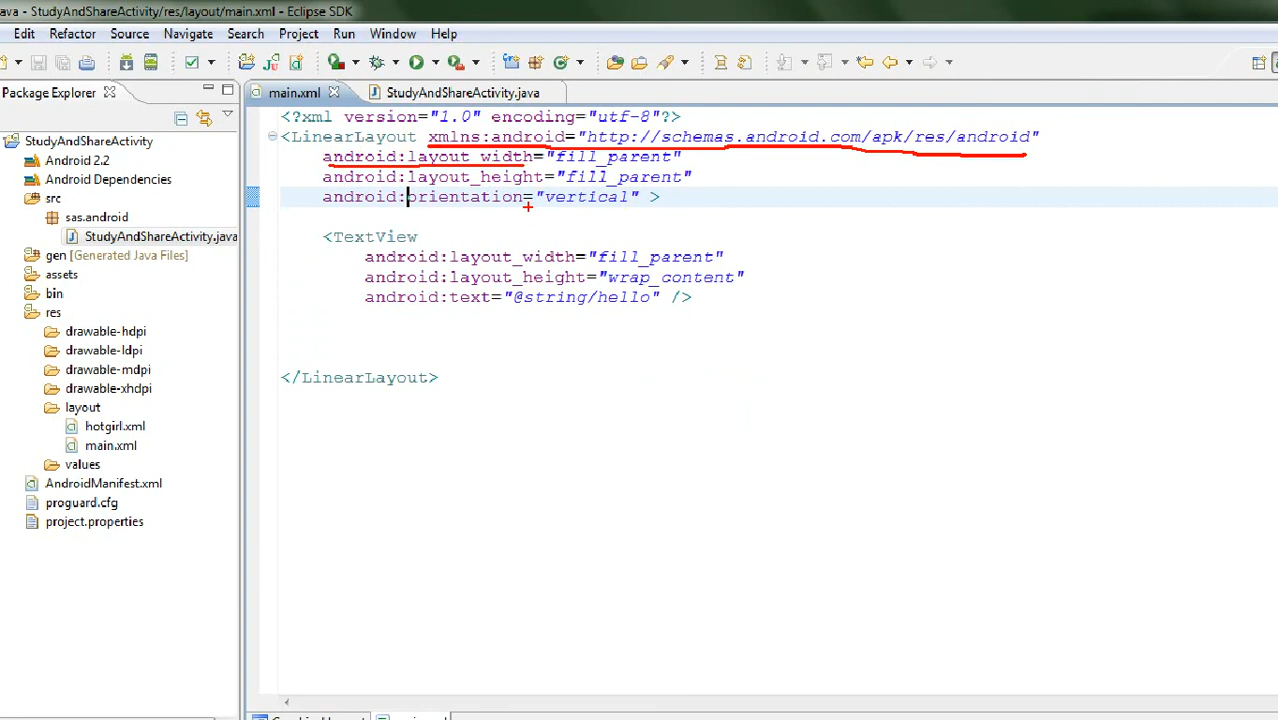 ava - StudyAndShareActivity/res/layout/main.xml - Eclipse SDK
Edit Refactor Source Navigate Search Project Run Window Help
Package Explorer
main.xml
StudyAndShareActivity.java
StudyAndShareActivity
Android 2.2
Android Dependencies
src
sas.android
StudyAndShareActivity.java
gen [Generated Java Files]
assets
bin
res
drawable-hdpi
drawable-ldpi
drawable-mdpi
drawable-xhdpi
layout
hotgirl.xml
main.xml
values
AndroidManifest.xml
proguard.cfg
project.properties
<?xml version="1.0" encoding="utf-8"?>
<LinearLayout xmlns:android="http://schemas.android.com/apk/res/android"
android:layout_width="fill_parent"
android:layout_height="fill_parent"
android:orientation="vertical" >
<TextView
android:layout_width="fill_parent"
android:layout_height="wrap_content"
android:text="@string/hello" />
</LinearLayout>